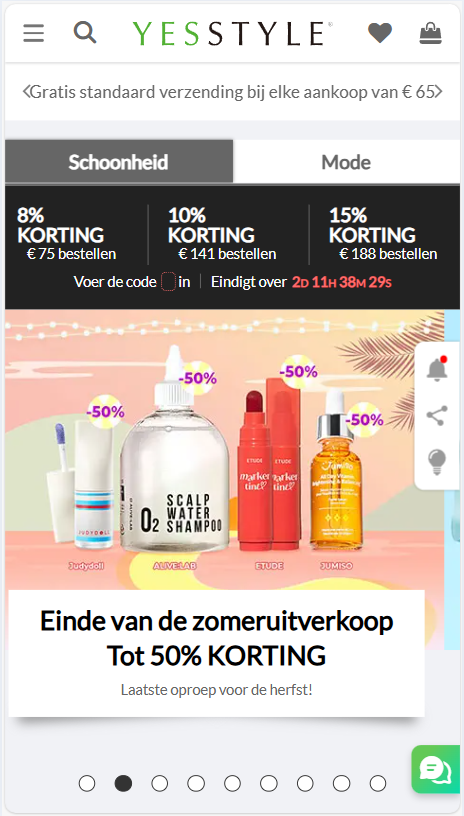 YESSTYLE
Gratis standaard verzending bij elke aankoop van € 65
Schoonheid
Mode
8%
KORTING
€ 75 bestellen
10%
KORTING
€ 141 bestellen
15%
KORTING
€ 188 bestellen
Voer de code in
Eindigt over 2D 11H 38M 29S
-50%
-50%
-50%
-50%
SCALP
WATER
SHAMPOO
O2
ETUDE
marker
tint
ETUDE
marker
tint
Jumiso
JUDYDOLL
Judydoll
ALIVE:LAB
ETUDE
JUMISO
Einde van de zomeruitverkoop
Tot 50% KORTING
Laatste oproep voor de herfst!